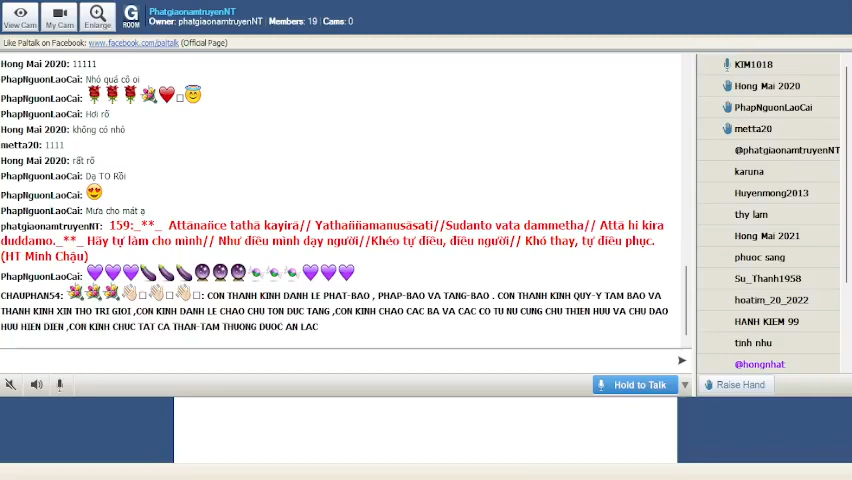 PhatgiaonamtruyenNT
Owner: phatgiaonamtruyenNT | Members: 19 | Cams: 0
View Cam
My Cam
Enlarge
G
ROOM
Like Paltalk on Facebook: www.facebook.com/paltalk (Official Page)
Hong Mai 2020: 11111
PhapNguonLaoCai: Nhỏ quá cô oi
PhapNguonLaoCai:
PhapNguonLaoCai: Hơi rõ
Hong Mai 2020: không có nhỏ
metta20: 1111
Hong Mai 2020: rất rõ
PhapNguonLaoCai: Dạ TO Rồi
PhapNguonLaoCai:
PhapNguonLaoCai: Mưa cho mát ạ
phatgiaonamtruyenNT: 159:_**_ Attānañce tathā kayirā// Yathaññamanusāsati//Sudanto vata dammetha// Attā hi kira
duddamo._**_ Hãy tự làm cho mình// Như điều mình dạy người//Khéo tự điều, điều người// Khó thay, tự điều phục.
(HT Minh Châu)
PhapNguonLaoCai:
CHAUPHAN54: : CON THANH KINH DANH LE PHAT-BAO , PHAP-BAO VA TANG-BAO . CON THANH KINH QUY-Y TAM BAO VA
THANH KINH XIN THO TRI GIOI ,CON KINH DANH LE CHAO CHU TON DUC TANG ,CON KINH CHAO CAC BA VA CAC CO TU NU CUNG CHU THIEN HUU VA CHU DAO
HUU HIEN DIEN ,CON KINH CHUC TAT CA THAN-TAM THUONG DUOC AN LAC
KIM1018
Hong Mai 2020
PhapNguonLaoCai
metta20
@phatgiaonamtruyenNT
karuna
Huyenmong2013
thy lam
Hong Mai 2021
phuoc sang
Su_Thanh1958
hoatim_20_2022
HANH KIEM 99
tinh nhu
@hongnhat
Hold to Talk
Raise Hand